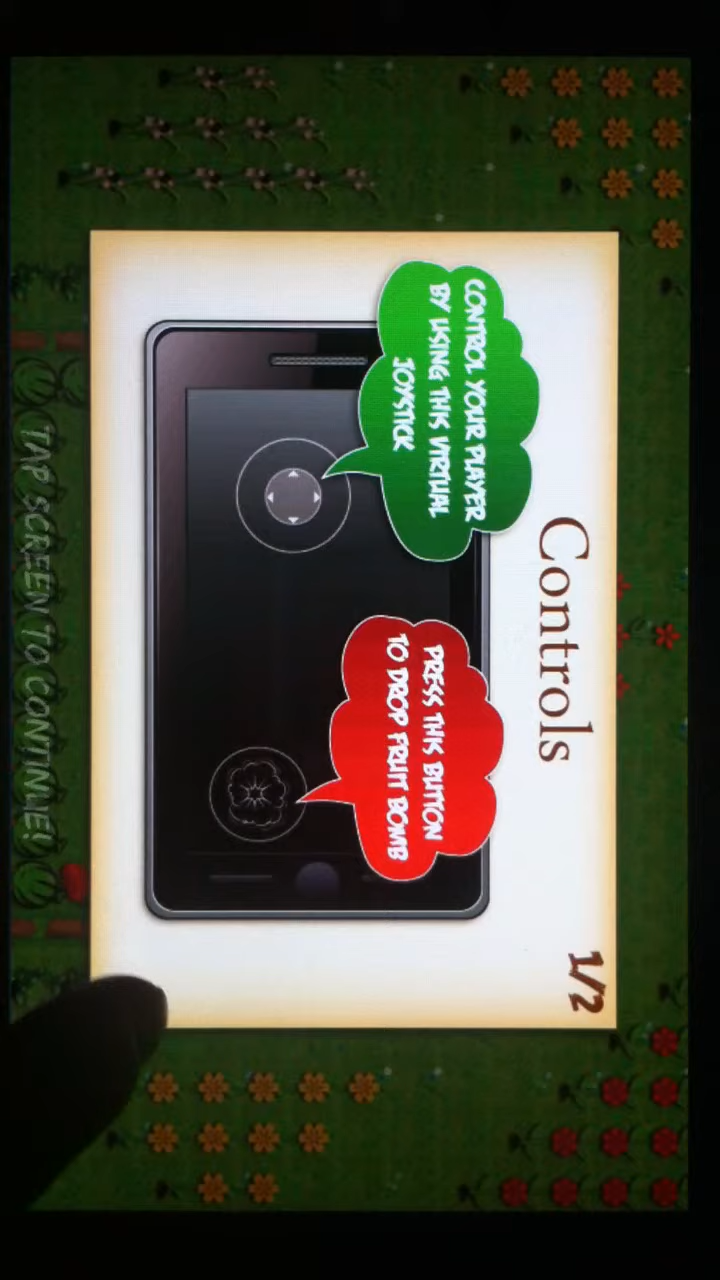 Controls
1/2
CONTROL YOUR PLAYER
BY USING THIS VIRTUAL
JOYSTICK
PRESS THIS BUTTON
TO DROP FRUIT BOMB
TAP SCREEN TO CONTINUE!